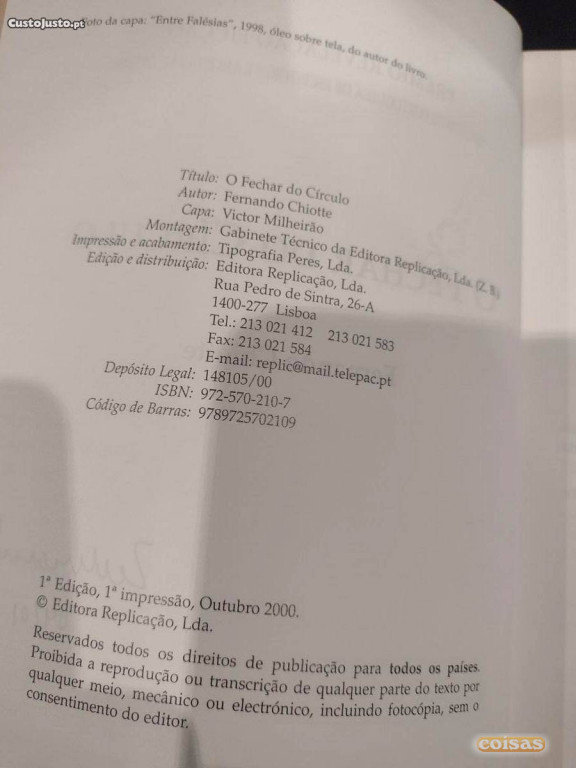 CustoJusto.pt
Foto da capa: "Entre Falésias", 1998, óleo sobre tela, do autor do livro.
Título: O Fechar do Círculo
Autor: Fernando Chiotte
Capa: Victor Milheirão
Montagem: Gabinete Técnico da Editora Replicação, Lda. (Z. B.)
Impressão e acabamento: Tipografia Peres, Lda.
Edição e distribuição: Editora Replicação, Lda.
Rua Pedro de Sintra, 26-A
1400-277 Lisboa
Tel.: 213 021 412 213 021 583
Fax: 213 021 584
E-mail: replic@mail.telepac.pt
Depósito Legal: 148105/00
ISBN: 972-570-210-7
Código de Barras: 9789725702109
1ª Edição, 1ª impressão, Outubro 2000.
© Editora Replicação, Lda.
Reservados todos os direitos de publicação para todos os países.
Proibida a reprodução ou transcrição de qualquer parte do texto por
qualquer meio, mecânico ou electrónico, incluindo fotocópia, sem o
consentimento do editor.
coisas